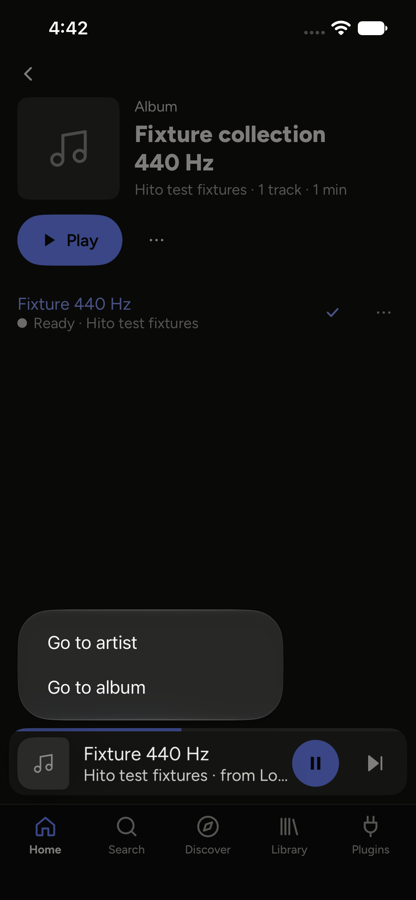 4:42
Album
Fixture collection
440 Hz
Hito test fixtures · 1 track · 1 min
Play
Fixture 440 Hz
Ready · Hito test fixtures
Go to artist
Go to album
Fixture 440 Hz
Hito test fixtures · from Lo...
Home Search Discover Library Plugins